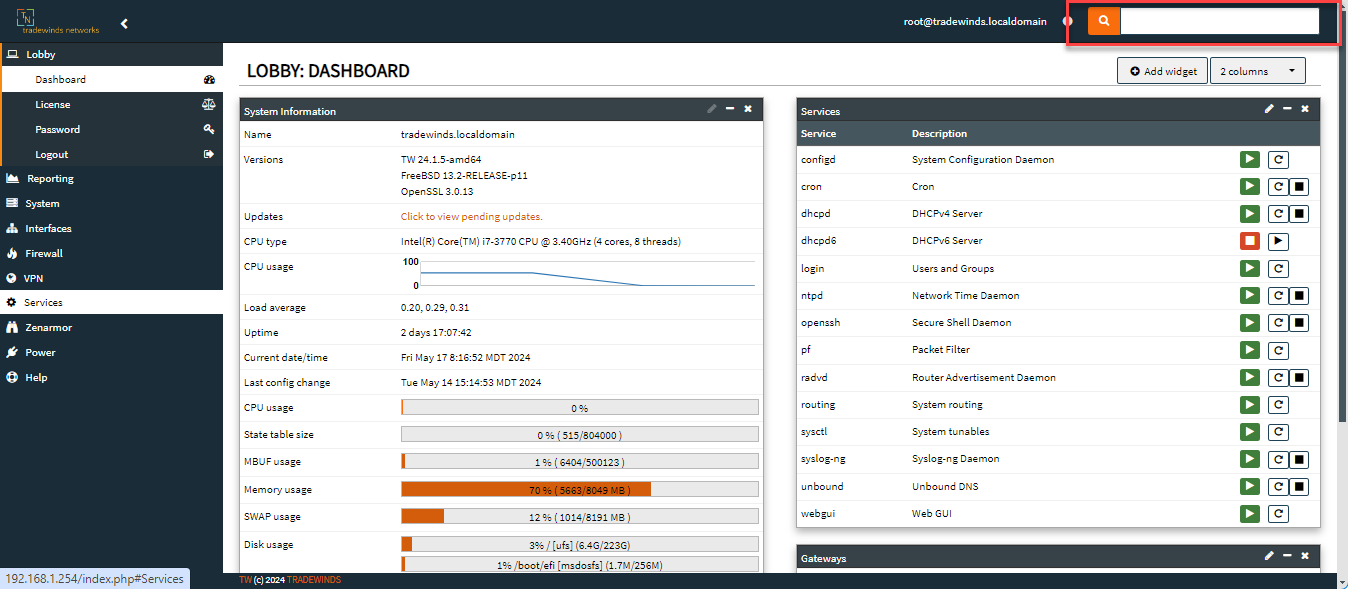 TN
tradewinds networks
root@tradewinds.localdomain
Lobby
Dashboard
License
Password
Logout
Reporting
System
Interfaces
Firewall
VPN
Services
Zenarmor
Power
Help
LOBBY: DASHBOARD
Add widget
2 columns
System Information
Name tradewinds.localdomain
Versions TW 24.1.5-amd64
FreeBSD 13.2-RELEASE-p11
OpenSSL 3.0.13
Updates Click to view pending updates.
CPU type Intel(R) Core(TM) i7-3770 CPU @ 3.40GHz (4 cores, 8 threads)
CPU usage 100
0
Load average 0.20, 0.29, 0.31
Uptime 2 days 17:07:42
Current date/time Fri May 17 8:16:52 MDT 2024
Last config change Tue May 14 15:14:53 MDT 2024
CPU usage 0 %
State table size 0 % ( 515/804000 )
MBUF usage 1 % ( 6404/500123 )
Memory usage 70 % ( 5663/8049 MB )
SWAP usage 12 % ( 1014/8191 MB )
Disk usage 3% / [ufs] (6.4G/223G)
1% /boot/efi [msdosfs] (1.7M/256M)
Services
Service Description
configd System Configuration Daemon
cron Cron
dhcpd DHCPv4 Server
dhcpd6 DHCPv6 Server
login Users and Groups
ntpd Network Time Daemon
openssh Secure Shell Daemon
pf Packet Filter
radvd Router Advertisement Daemon
routing System routing
sysctl System tunables
syslog-ng Syslog-ng Daemon
unbound Unbound DNS
webgui Web GUI
Gateways
192.168.1.254/index.php#Services
TW (c) 2024 TRADEWINDS